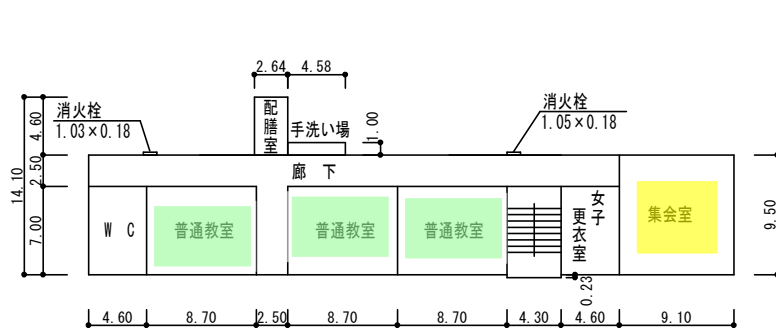 2.64 4.58
消火栓
1.03×0.18
配膳室
手洗い場
1.00
消火栓
1.05×0.18
4.60
2.50
14.10
7.00
廊 下
W C
普通教室
普通教室
普通教室
女子
更衣室
集会室
9.50
0.23
4.60 8.70 2.50 8.70 8.70 4.30 4.60 9.10